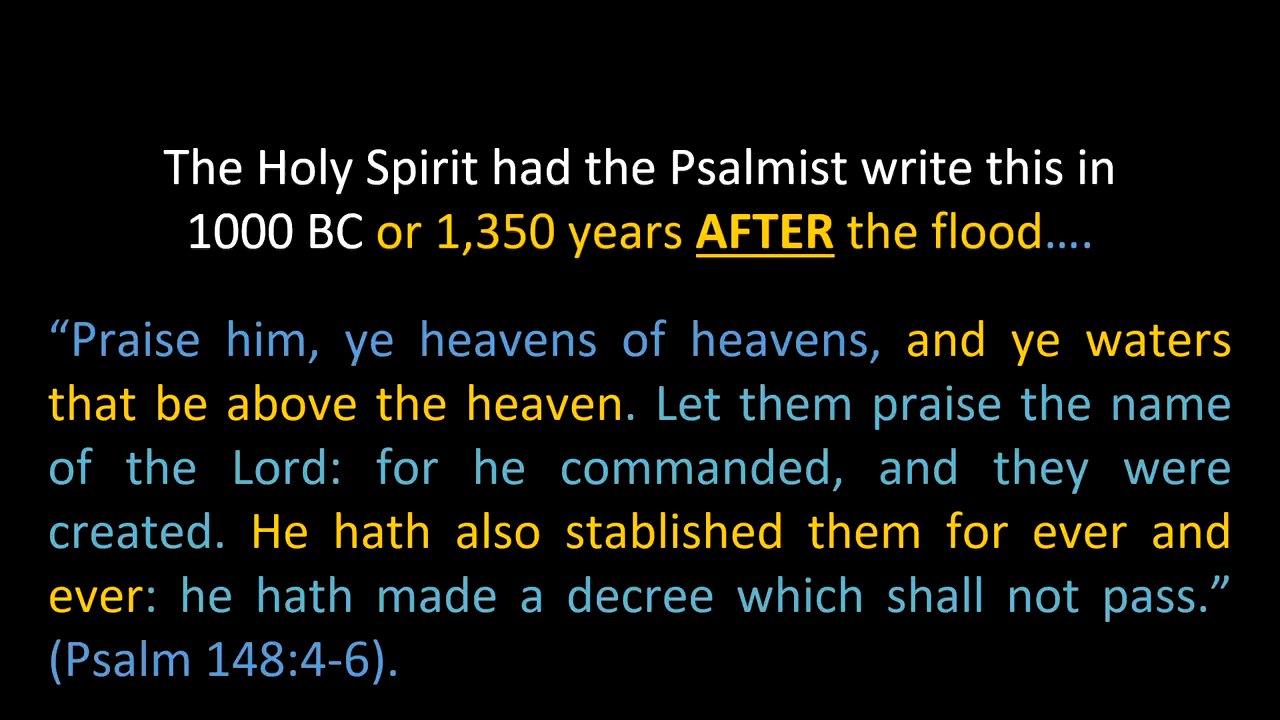 The Holy Spirit had the Psalmist write this in
1000 BC or 1,350 years AFTER the flood….
“Praise him, ye heavens of heavens, and ye waters
that be above the heaven. Let them praise the name
of the Lord: for he commanded, and they were
created. He hath also stablished them for ever and
ever: he hath made a decree which shall not pass.”
(Psalm 148:4-6).